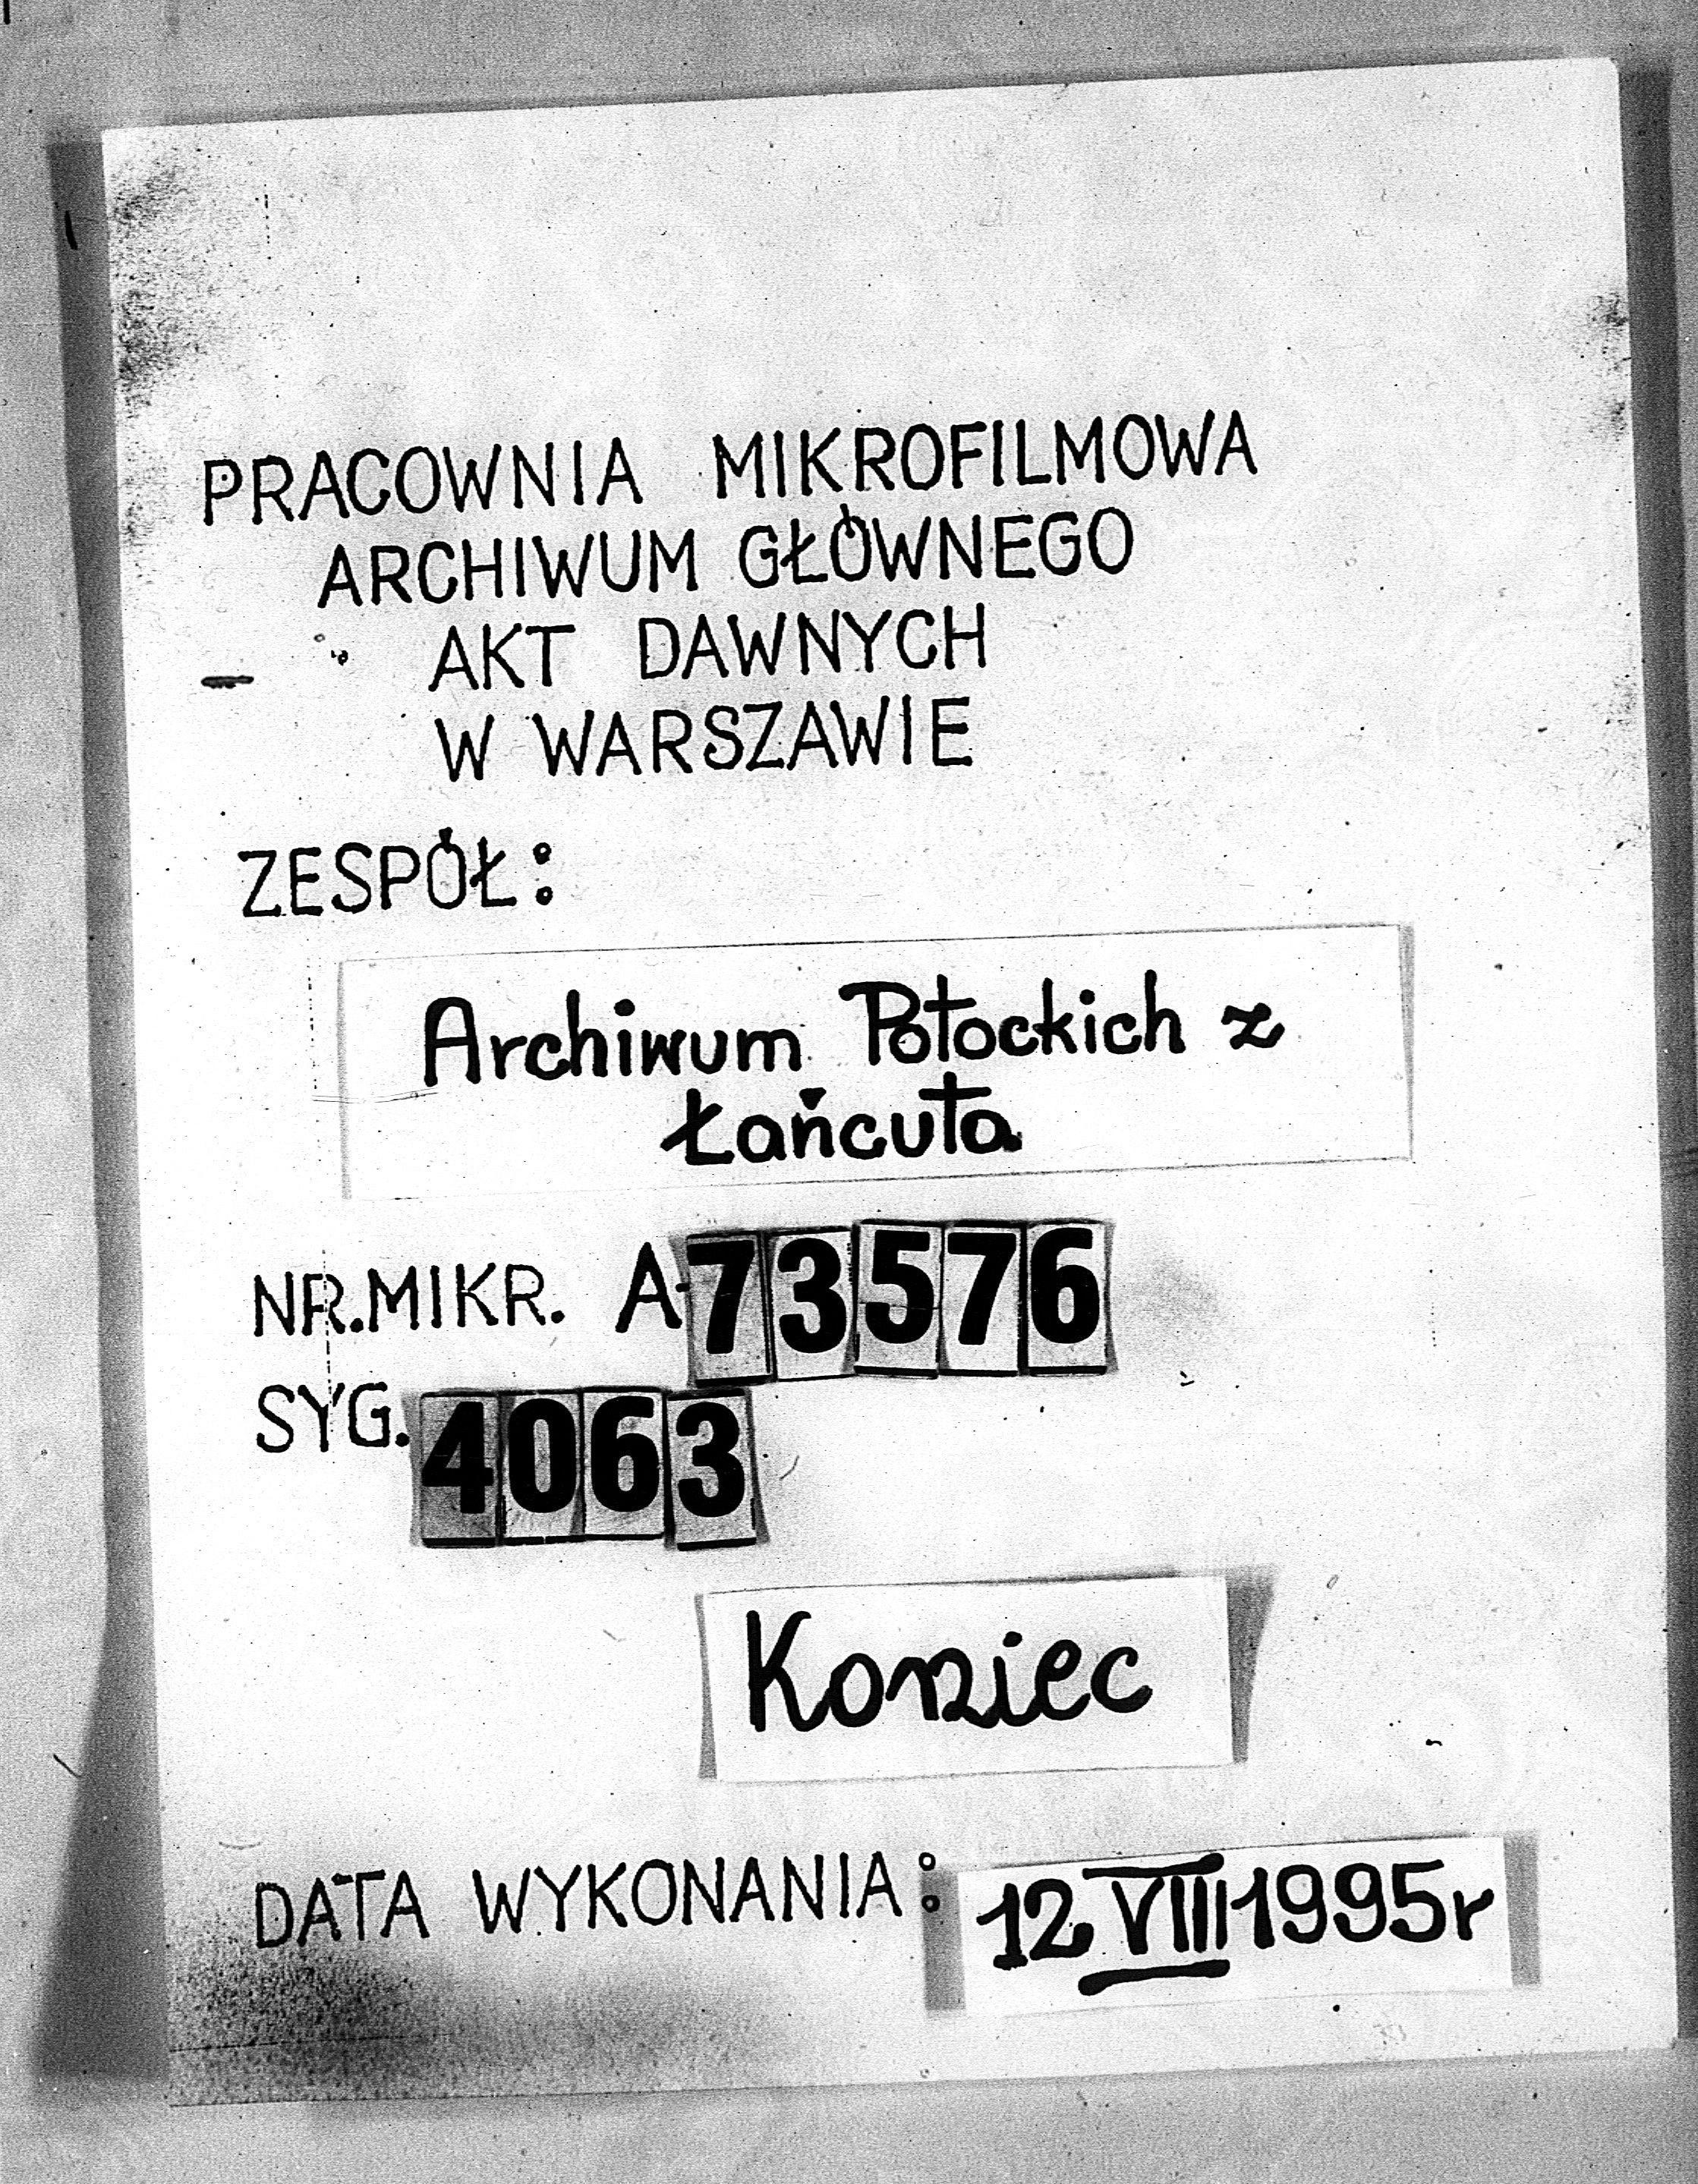 PRACOWNIA MIKROFILMOWA
ARCHIWUM GŁÓWNEGO
AKT DAWNYCH
W WARSZAWIE
ZESPÓŁ:
Archiwum Potockich z
Łańcuta
NR.MIKR. A-73576
SYG. 4063
Koniec
DATA WYKONANIA: 12 VIII 1995r